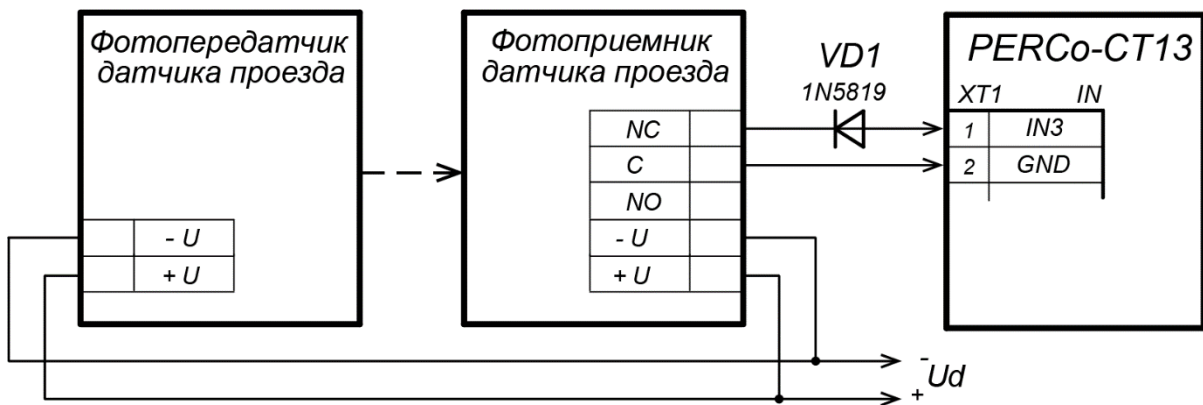 Фотопередатчик
датчика проезда
- U
+ U
Фотоприемник
датчика проезда
NC
C
NO
- U
+ U
VD1
1N5819
PERCo-CT13
XT1 IN
1 IN3
2 GND
- Ud
+